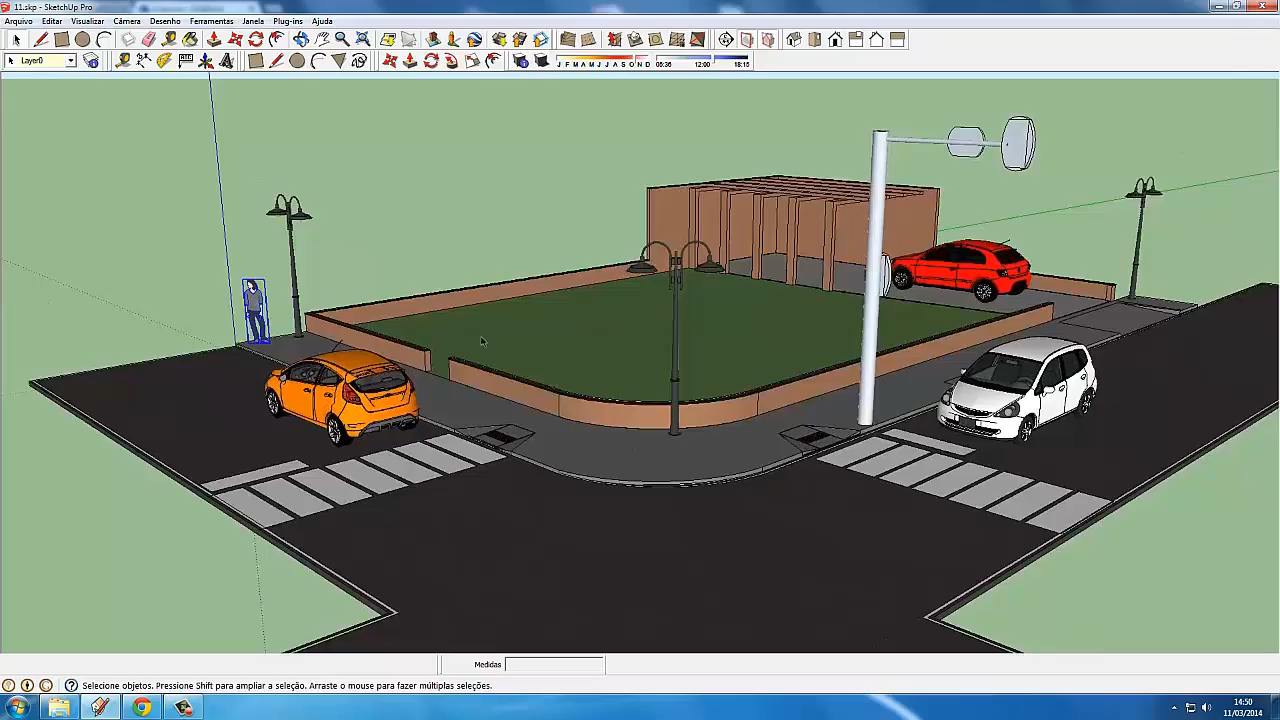 11.skp - SketchUp Pro
Arquivo Editar Visualizar Câmera Desenho Ferramentas Janela Plug-ins Ajuda
Layer0
J F M A M J J A S O N D 06:36 12:00 18:15
Medidas
Selecione objetos. Pressione Shift para ampliar a seleção. Arraste o mouse para fazer múltiplas seleções.
14:50
11/03/2014